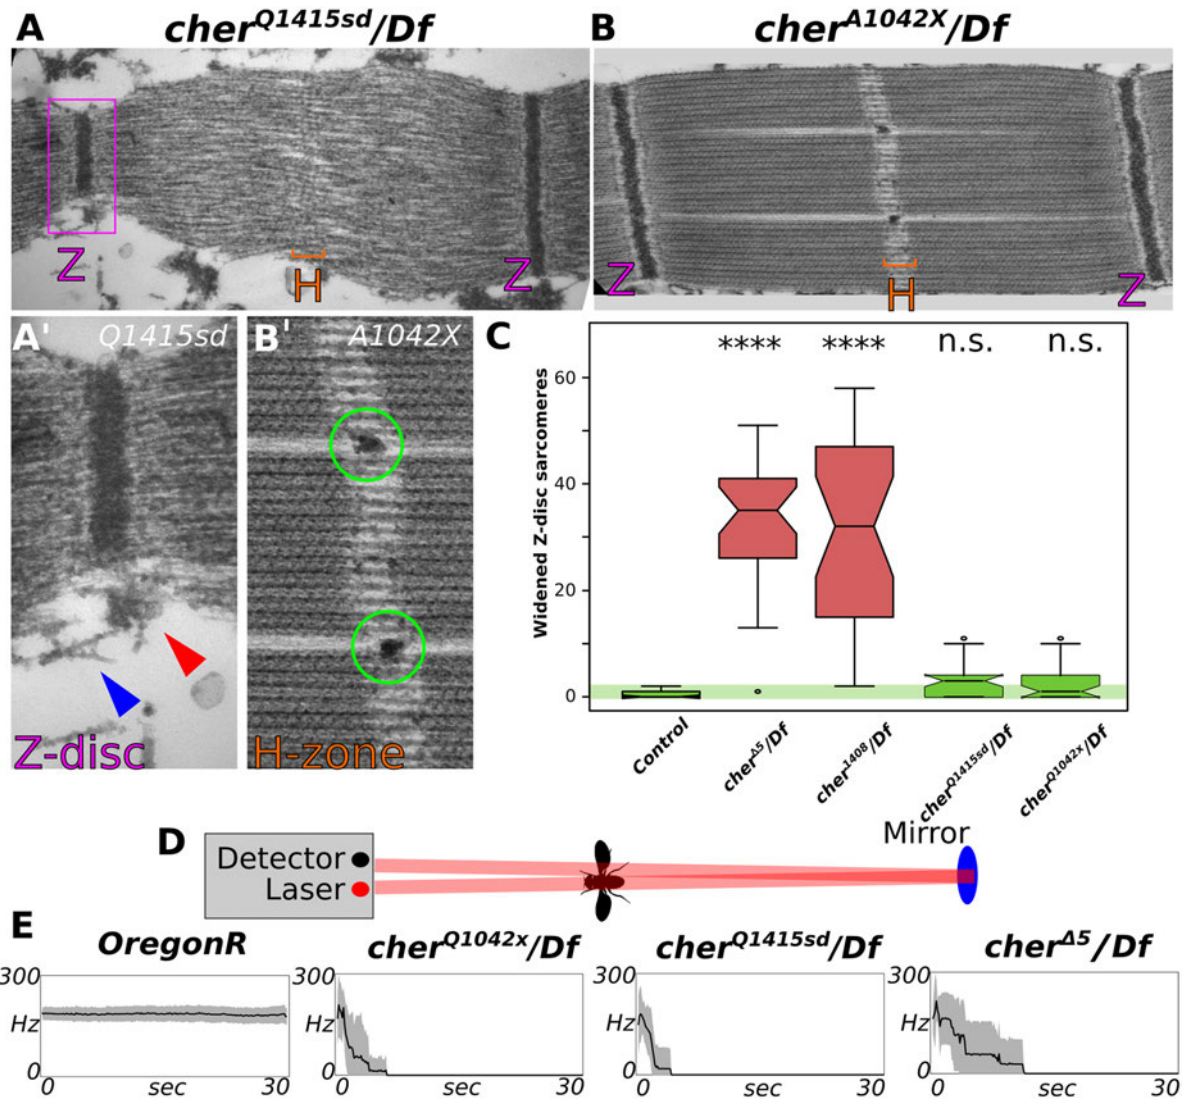 A
cher^Q1415sd/Df
B
cher^A1042X/Df
Z
H
Z
Z
H
Z
A'
Q1415sd
Z-disc
B'
A1042X
H-zone
C
**** **** n.s. n.s.
Widened Z-disc sarcomeres
60
40
20
0
Control
cher^Δ5/Df
cher^1408/Df
cher^Q1415sd/Df
cher^Q1042x/Df
D
Detector
Laser
Mirror
E
OregonR
300
Hz
0
0 sec 30
cher^Q1042x/Df
300
Hz
0
0 sec 30
cher^Q1415sd/Df
300
Hz
0
0 sec 30
cher^Δ5/Df
300
Hz
0
0 sec 30